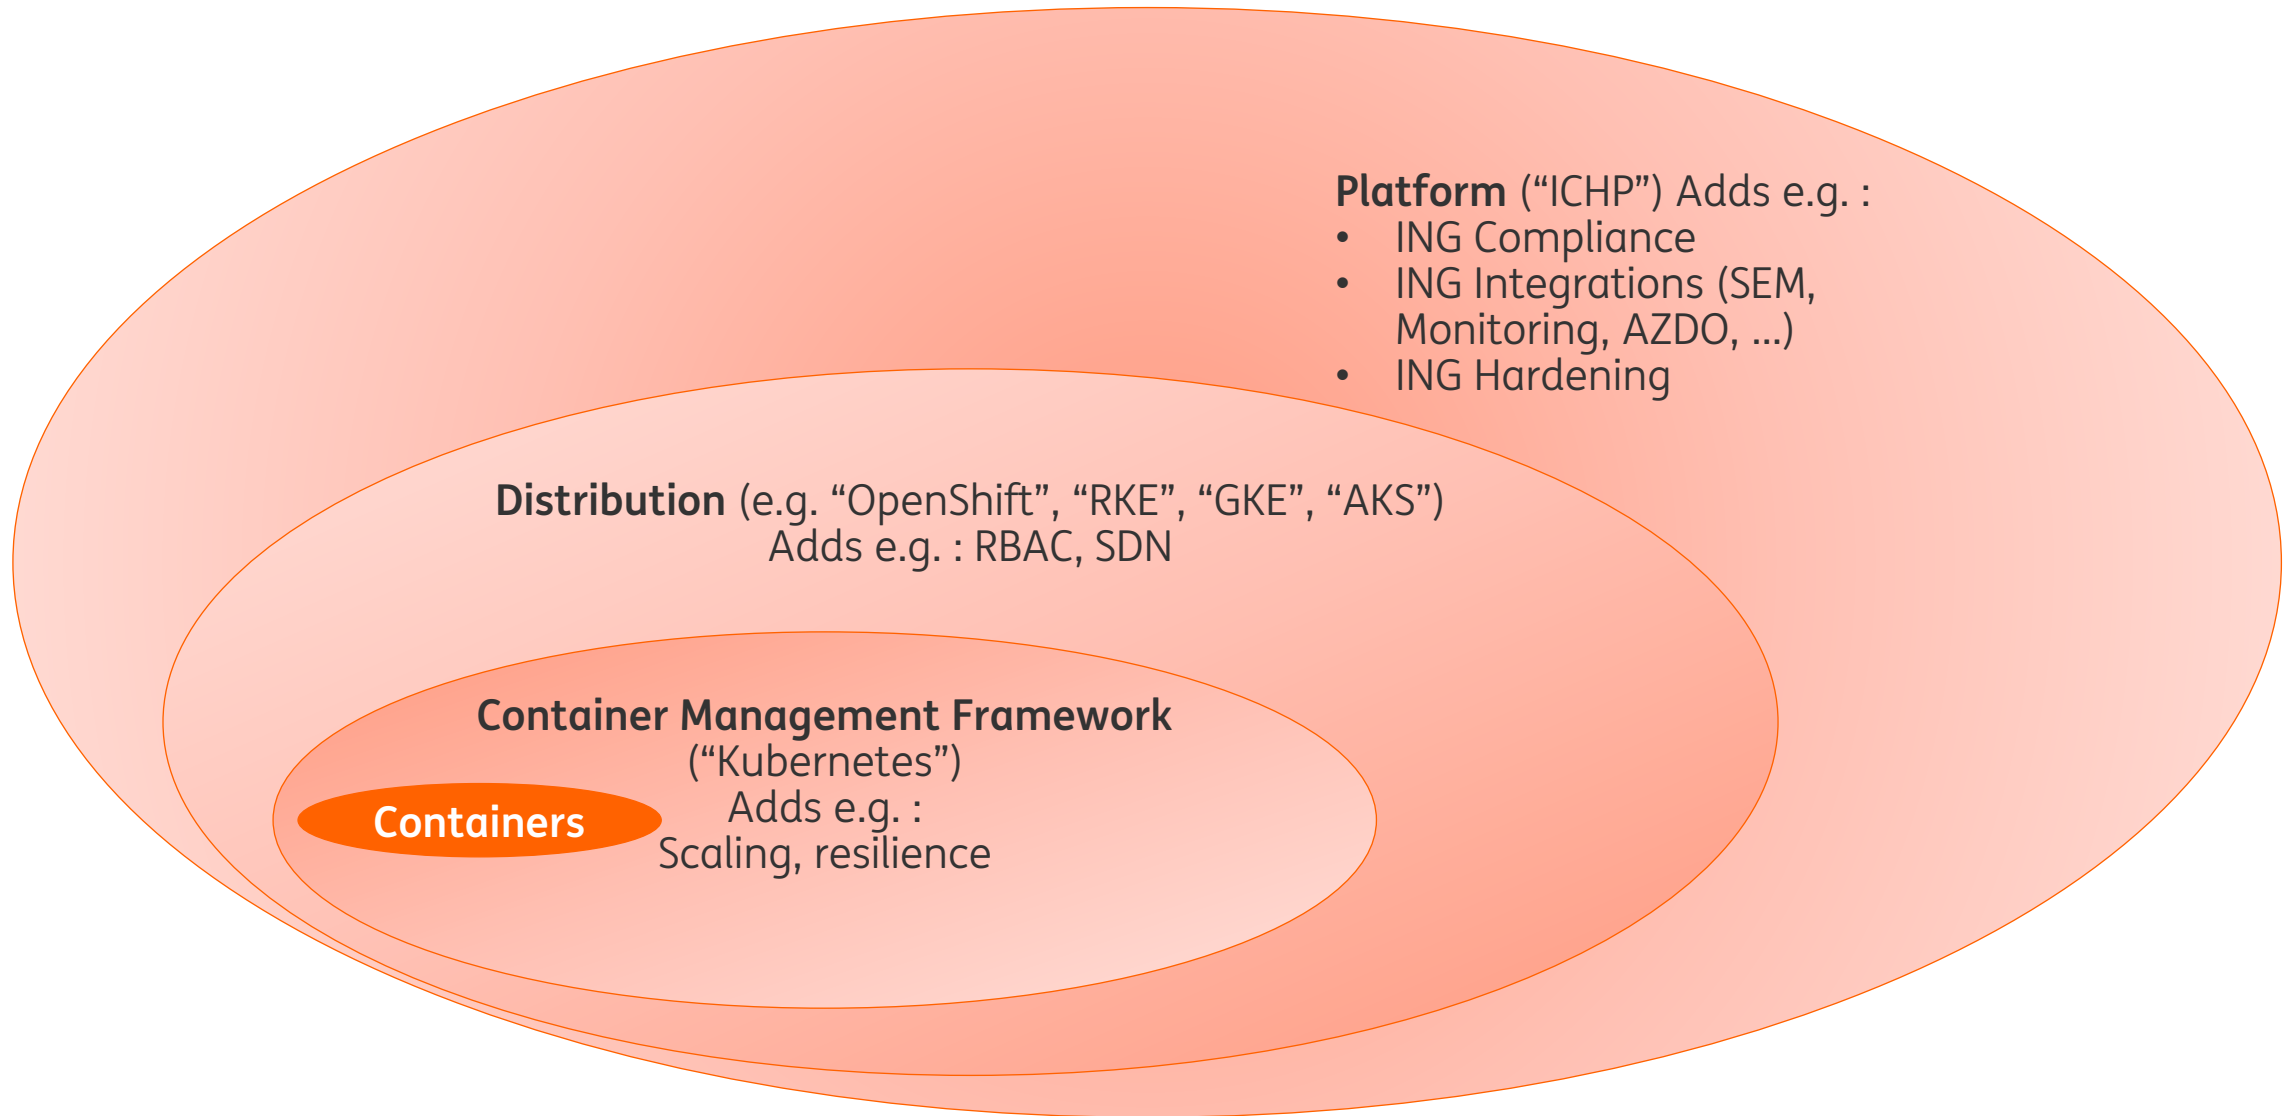 Platform (“ICHP”) Adds e.g. :
• ING Compliance
• ING Integrations (SEM,
Monitoring, AZDO, ...)
• ING Hardening
Distribution (e.g. “OpenShift”, “RKE”, “GKE”, “AKS”)
Adds e.g. : RBAC, SDN
Container Management Framework
(“Kubernetes”)
Adds e.g. :
Scaling, resilience
Containers